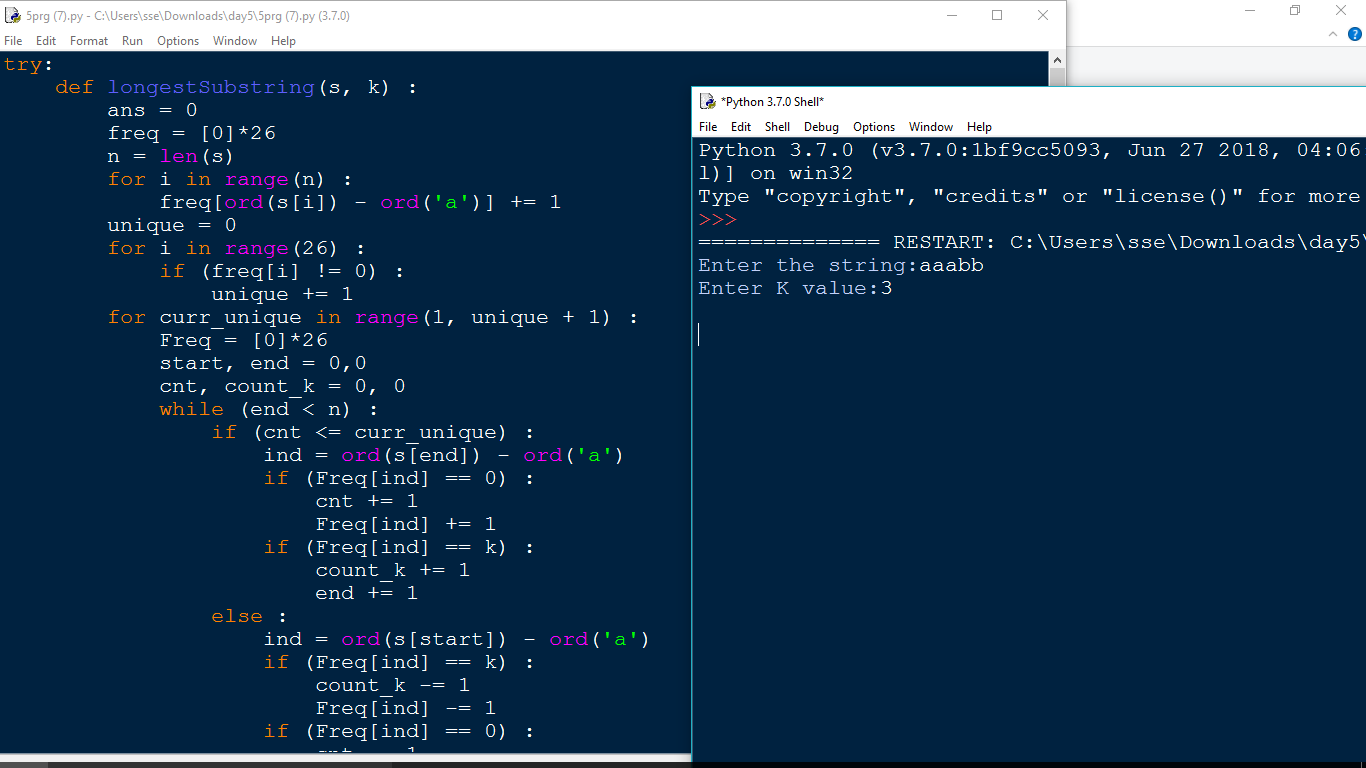 5prg (7).py - C:\Users\sse\Downloads\day5\5prg (7).py (3.7.0)
File Edit Format Run Options Window Help
try:
    def longestSubstring(s, k) :
        ans = 0
        freq = [0]*26
        n = len(s)
        for i in range(n) :
            freq[ord(s[i]) - ord('a')] += 1
        unique = 0
        for i in range(26) :
            if (freq[i] != 0) :
                unique += 1
        for curr_unique in range(1, unique + 1) :
            Freq = [0]*26
            start, end = 0,0
            cnt, count_k = 0, 0
            while (end < n) :
                if (cnt <= curr_unique) :
                    ind = ord(s[end]) - ord('a')
                    if (Freq[ind] == 0) :
                        cnt += 1
                        Freq[ind] += 1
                    if (Freq[ind] == k) :
                        count_k += 1
                        end += 1
                else :
                    ind = ord(s[start]) - ord('a')
                    if (Freq[ind] == k) :
                        count_k -= 1
                        Freq[ind] -= 1
                    if (Freq[ind] == 0) :
*Python 3.7.0 Shell*
File Edit Shell Debug Options Window Help
Python 3.7.0 (v3.7.0:1bf9cc5093, Jun 27 2018, 04:06
l)] on win32
Type "copyright", "credits" or "license()" for more
>>>
============== RESTART: C:\Users\sse\Downloads\day5\
Enter the string:aaabb
Enter K value:3